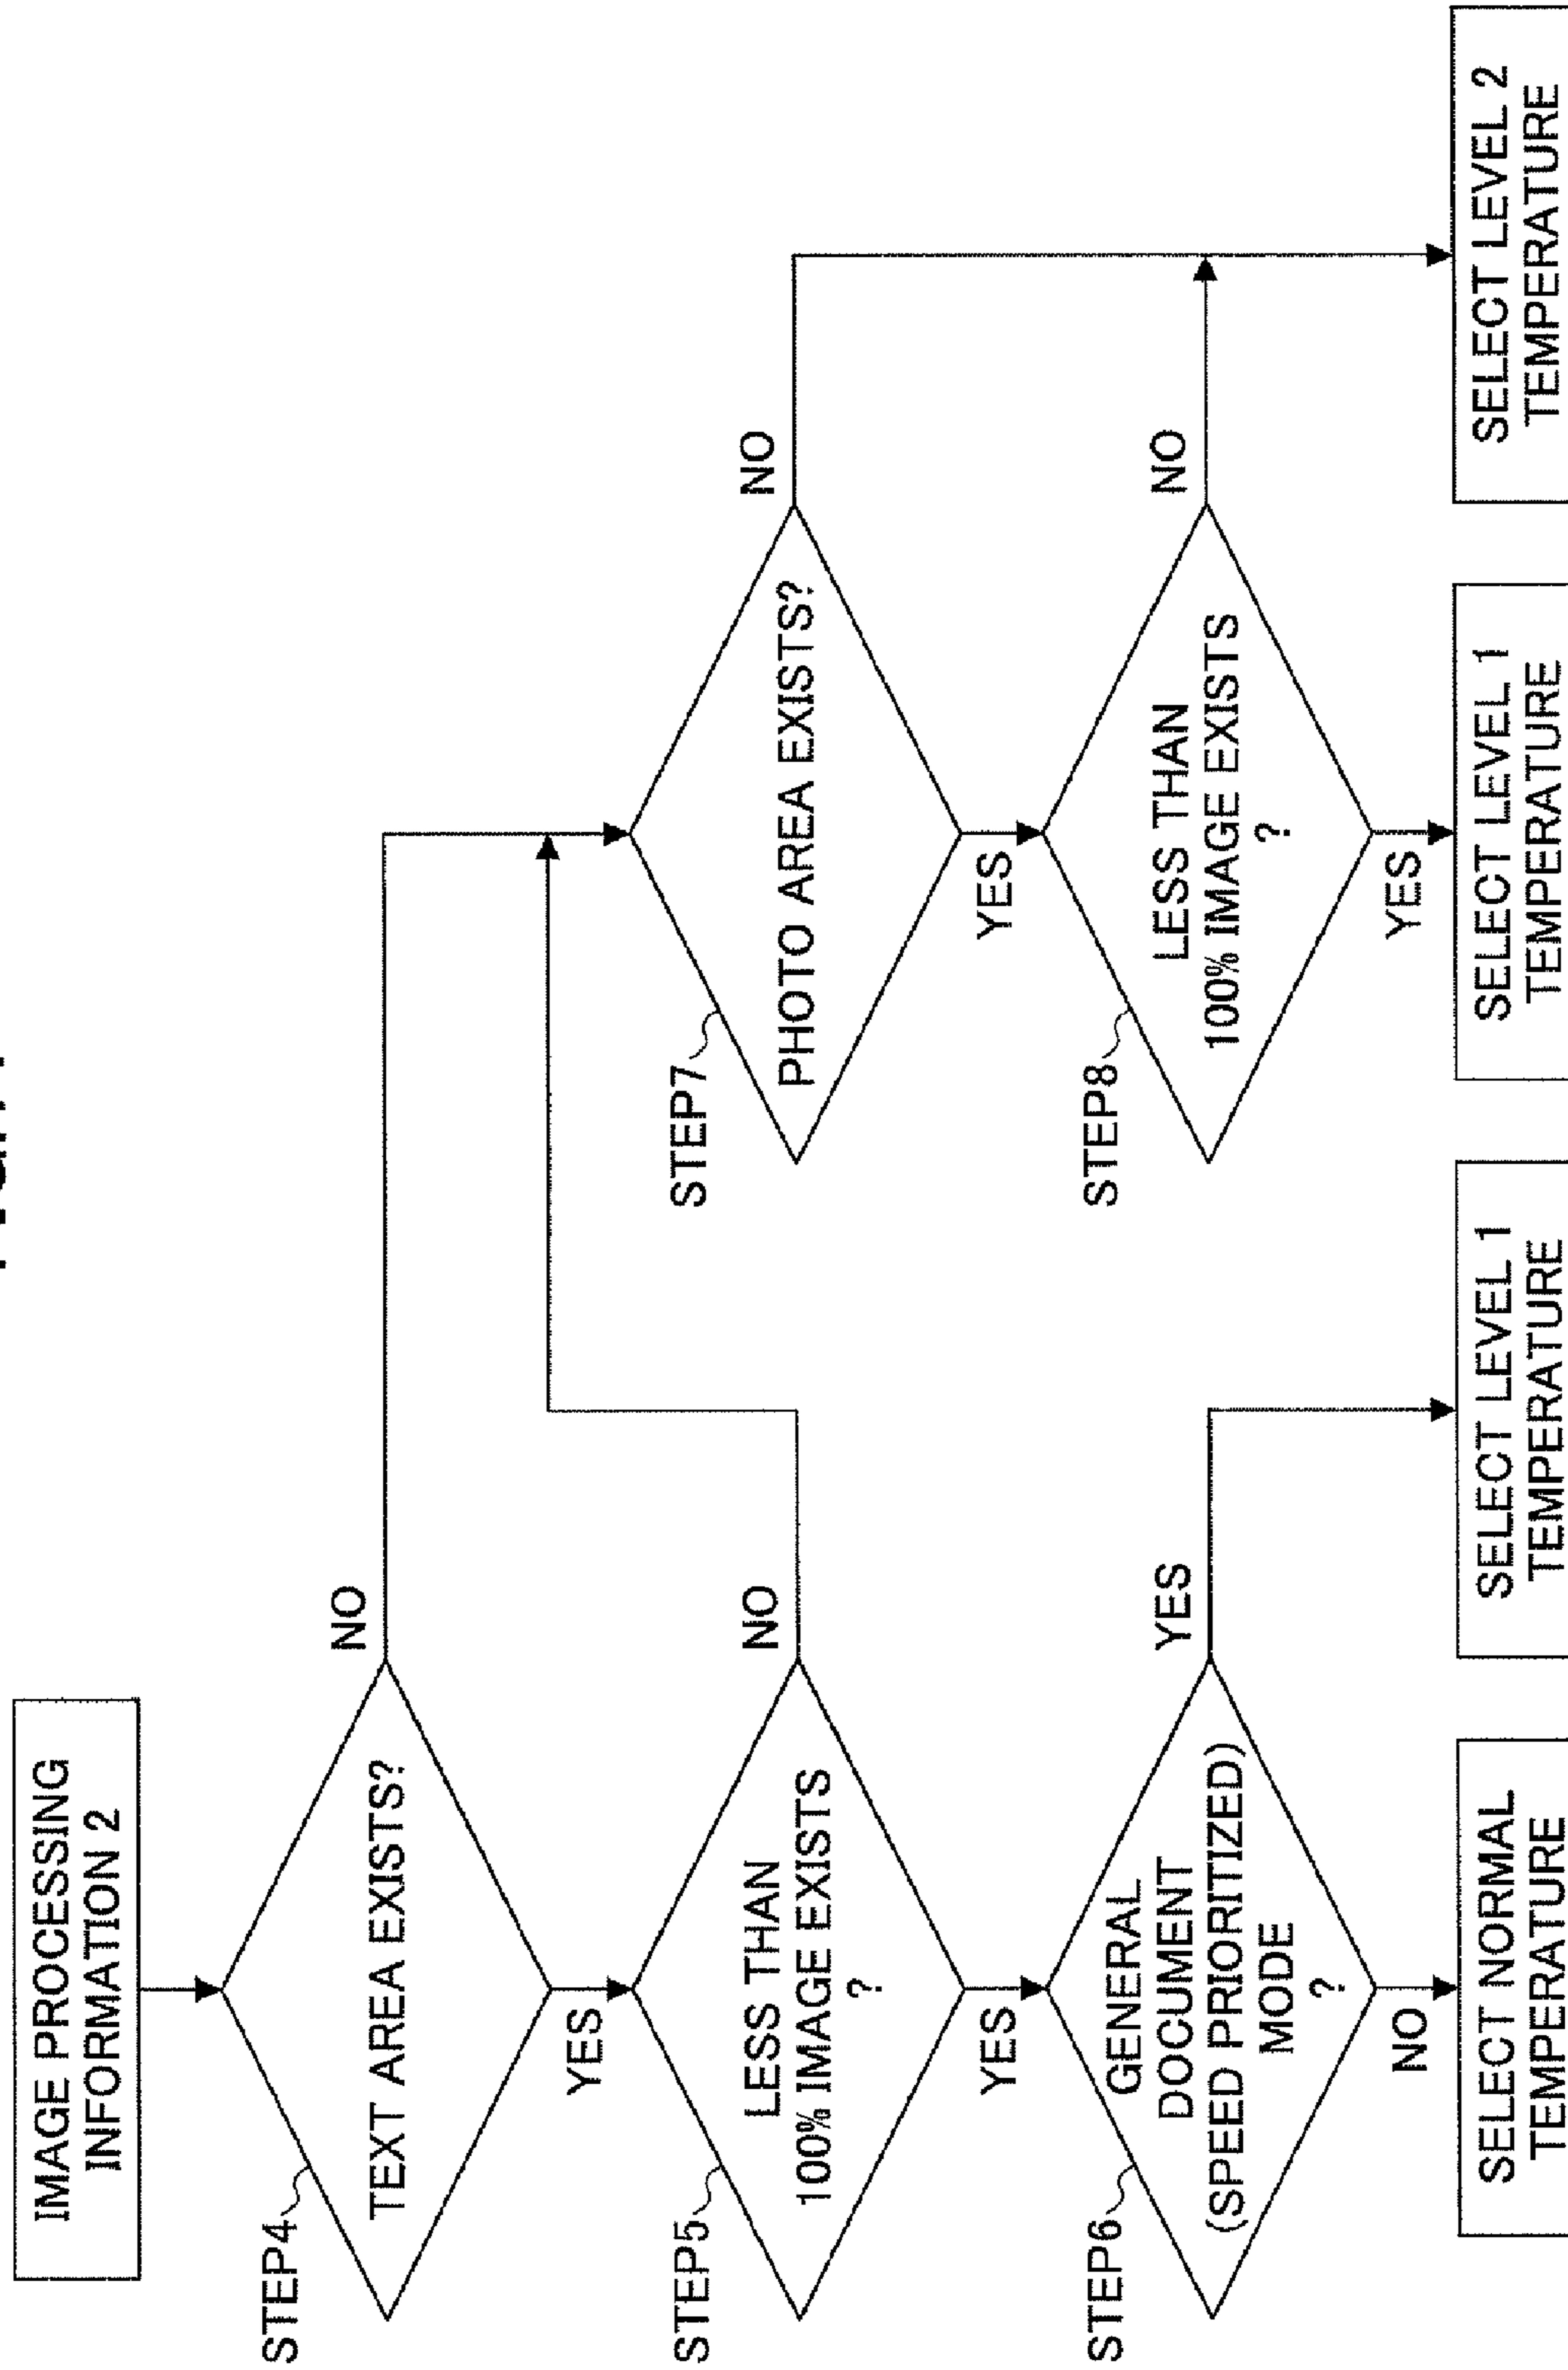 IMAGE PROCESSING
INFORMATION 2
STEP4
TEXT AREA EXISTS?
NO
YES
STEP5
LESS THAN
100% IMAGE EXISTS
?
NO
YES
STEP6
GENERAL
DOCUMENT
(SPEED PRIORITIZED)
MODE
?
YES
NO
STEP7
PHOTO AREA EXISTS?
NO
YES
STEP8
LESS THAN
100% IMAGE EXISTS
?
NO
YES
SELECT NORMAL
TEMPERATURE
SELECT LEVEL 1
TEMPERATURE
SELECT LEVEL 1
TEMPERATURE
SELECT LEVEL 2
TEMPERATURE